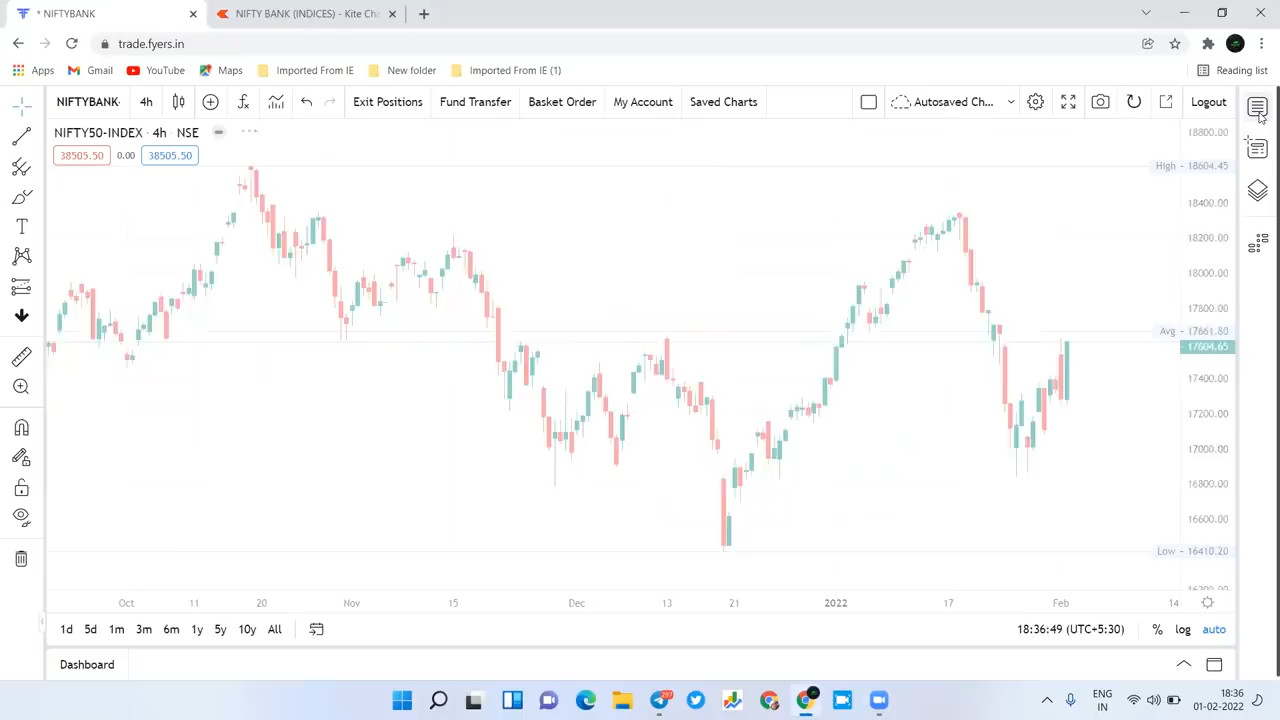 * NIFTYBANK
NIFTY BANK (INDICES) - Kite Cha
trade.fyers.in
Apps
Gmail
YouTube
Maps
Imported From IE
New folder
Imported From IE (1)
Reading list
NIFTYBANK-
4h
Exit Positions
Fund Transfer
Basket Order
My Account
Saved Charts
Autosaved Ch...
Logout
NIFTY50-INDEX · 4h · NSE
38505.50
0.00
38505.50
18800.00
High - 18604.45
18400.00
18200.00
18000.00
17800.00
Avg - 17661.80
17604.65
17400.00
17200.00
17000.00
16800.00
16600.00
Low - 16410.20
Oct
11
20
Nov
15
Dec
13
21
2022
17
Feb
14
1d
5d
1m
3m
6m
1y
5y
10y
All
18:36:49 (UTC+5:30)
%
log
auto
Dashboard
297
ENG
IN
18:36
01-02-2022